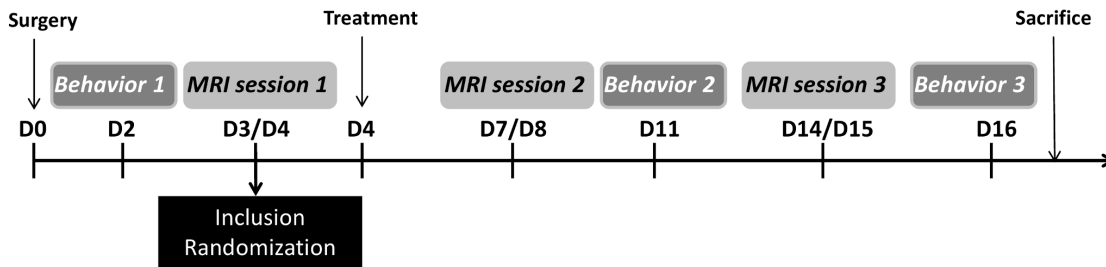 Surgery
Treatment
Sacrifice
Behavior 1
MRI session 1
MRI session 2
Behavior 2
MRI session 3
Behavior 3
D0
D2
D3/D4
D4
D7/D8
D11
D14/D15
D16
Inclusion
Randomization